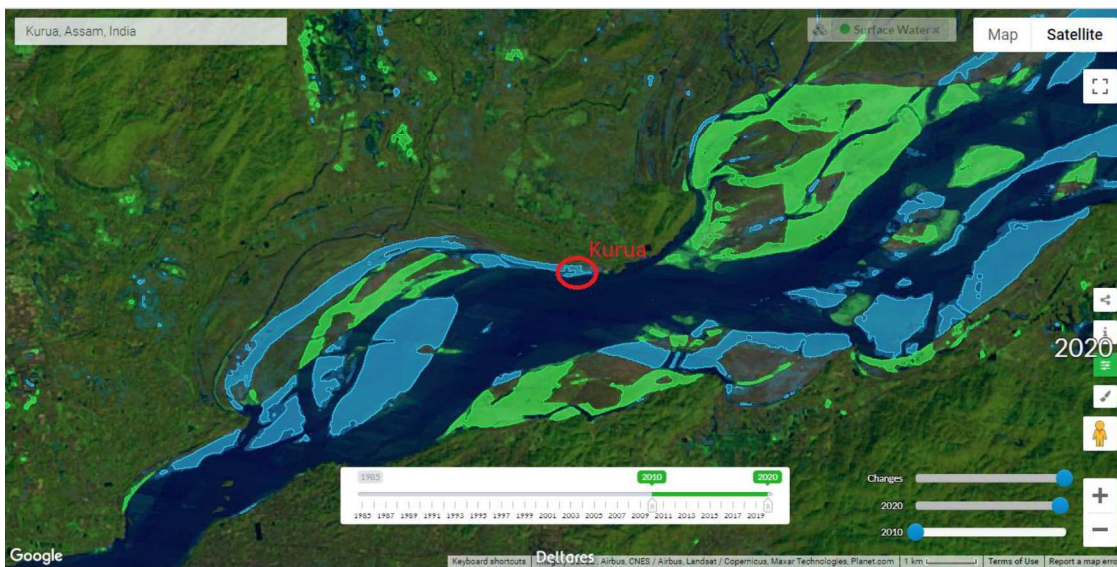 Kurua, Assam, India
Surface Water×
Map Satellite
Kurua
2020
1985 2010 2020
1985 1987 1989 1991 1993 1995 1997 1999 2001 2003 2005 2007 2009 2011 2013 2015 2017 2019
Changes
2020
2010
Google
Deltares
Keyboard shortcuts Airbus, CNES / Airbus, Landsat / Copernicus, Maxar Technologies, Planet.com 1 km Terms of Use Report a map erro